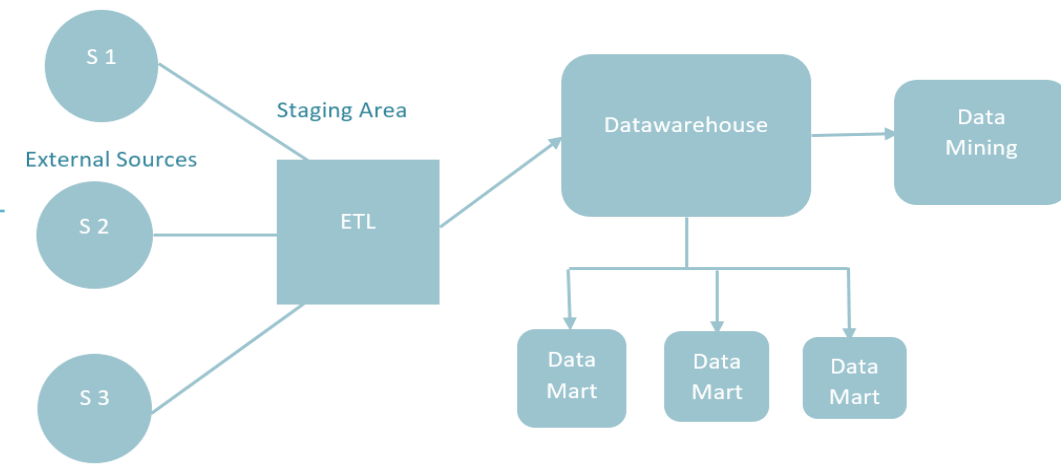 S 1
Staging Area
External Sources
S 2
ETL
S 3
Datawarehouse
Data
Mining
Data
Mart
Data
Mart
Data
Mart